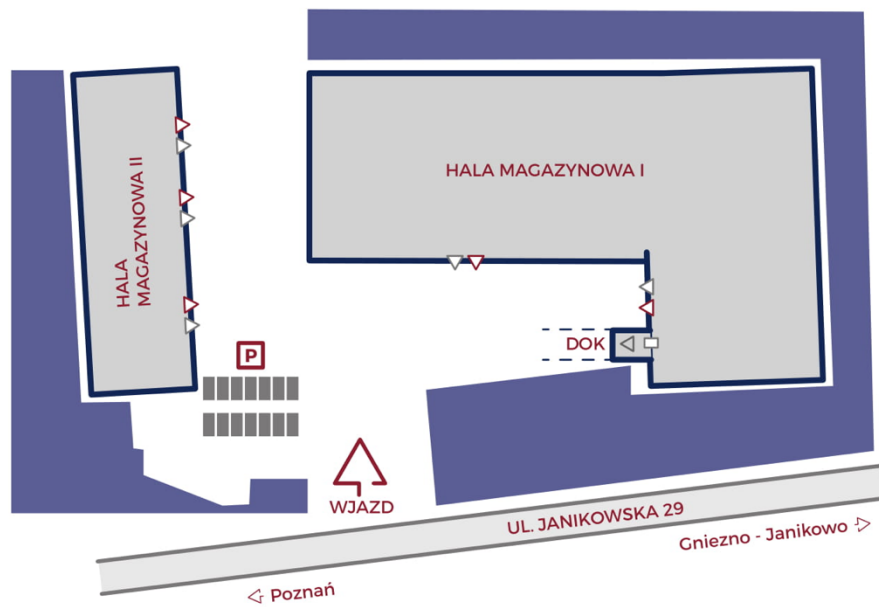 HALA MAGAZYNOWA I
HALA
MAGAZYNOWA II
DOK
P
WJAZD
UL. JANIKOWSKA 29
Gniezno - Janikowo
Poznań